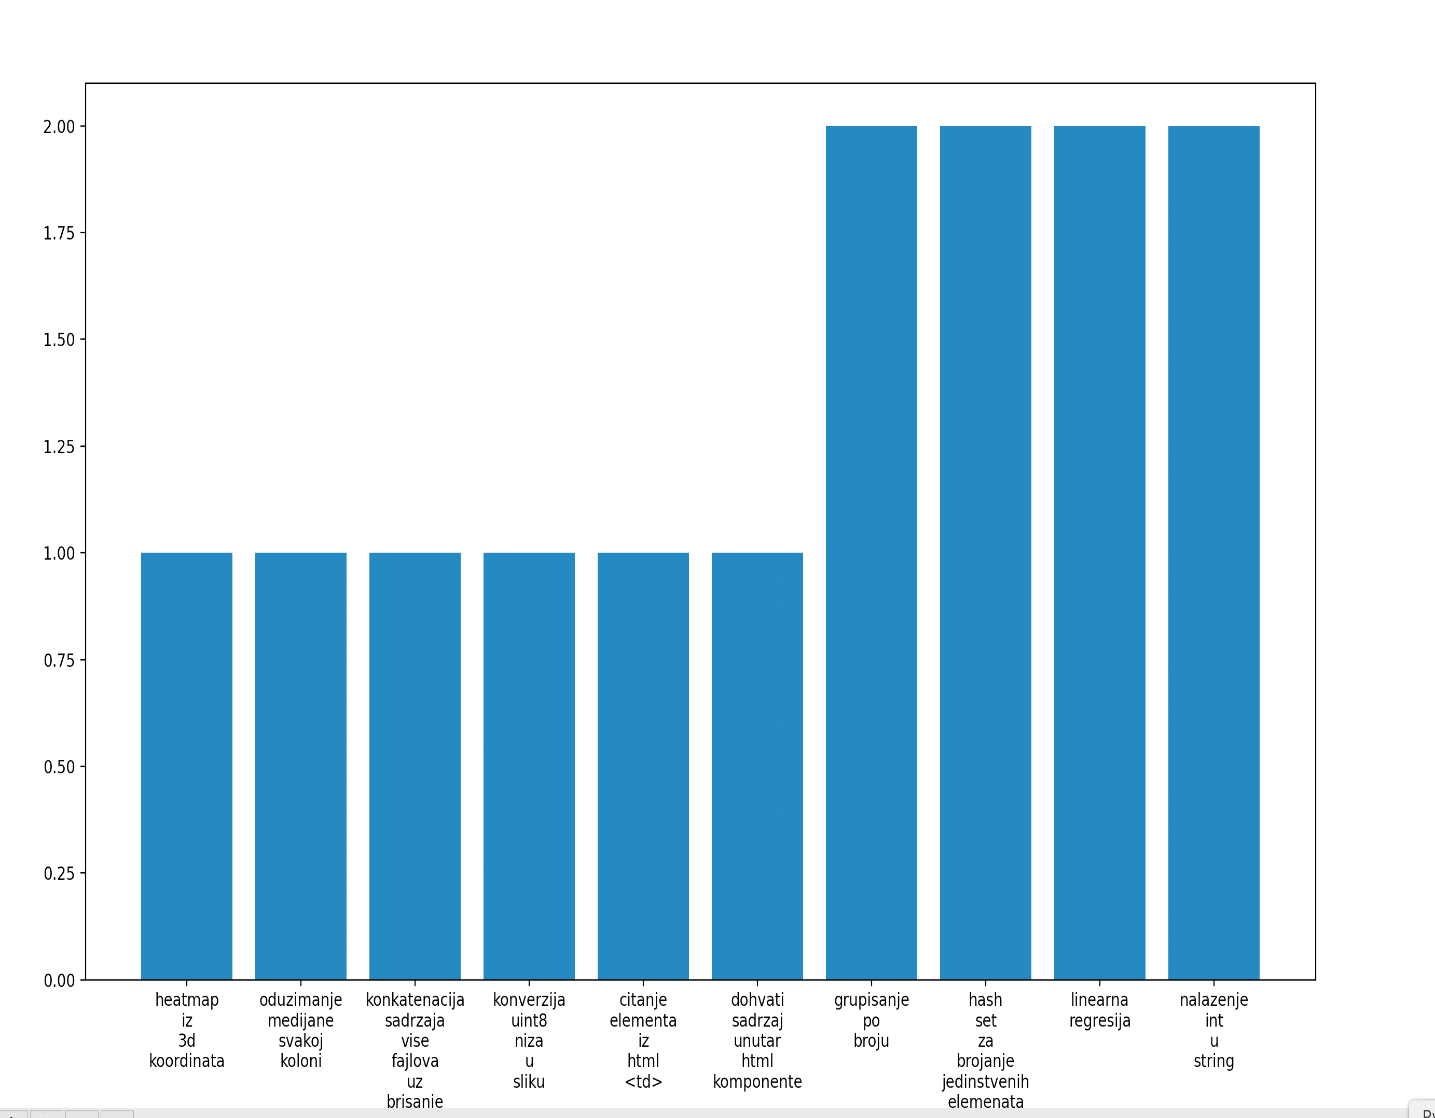 2.00
1.75
1.50
1.25
1.00
0.75
0.50
0.25
0.00
heatmap
iz
3d
koordinata
oduzimanje
medijane
svakoj
koloni
konkatenacija
sadrzaja
vise
fajlova
uz
brisanje
konverzija
uint8
niza
u
sliku
citanje
elementa
iz
html
<td>
dohvati
sadrzaj
unutar
html
komponente
grupisanje
po
broju
hash
set
za
brojanje
jedinstvenih
elemenata
linearna
regresija
nalazenje
int
u
string